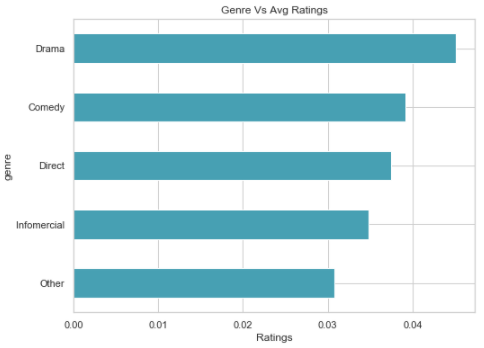 Genre Vs Avg Ratings
Drama
Comedy
Direct
Infomercial
Other
genre
0.00 0.01 0.02 0.03 0.04
Ratings